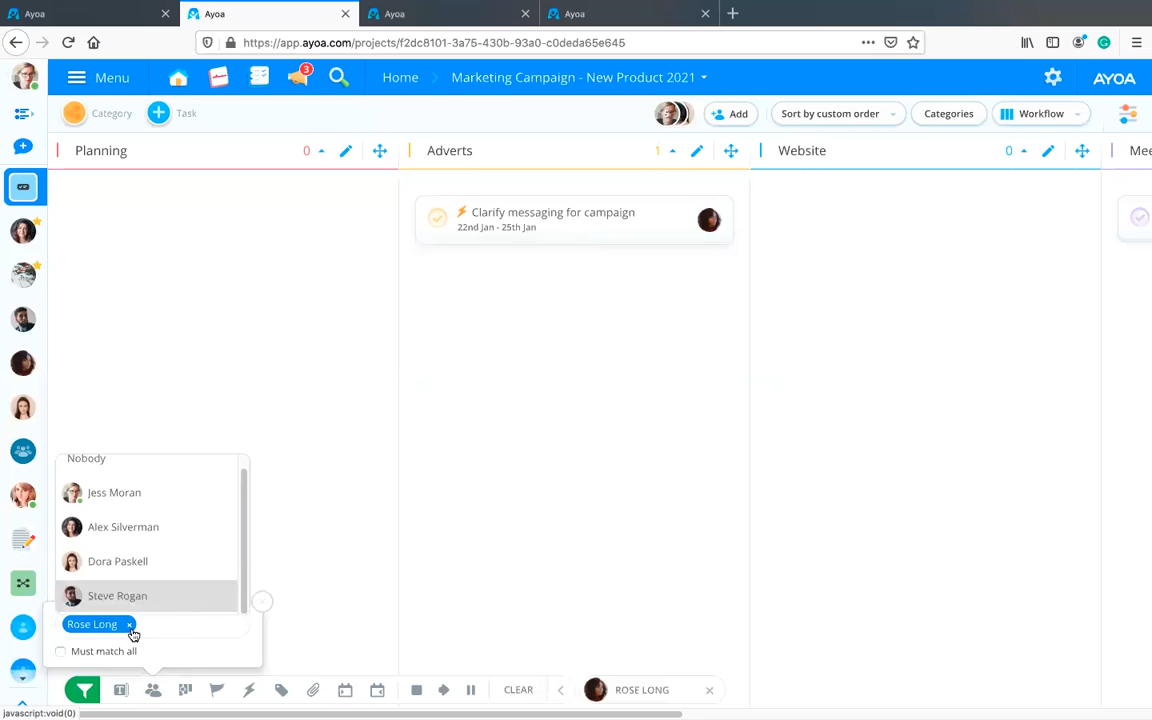 Ayoa
Ayoa
Ayoa
Ayoa
https://app.ayoa.com/projects/f2dc8101-3a75-430b-93a0-c0deda65e645
Menu
3
Home
Marketing Campaign - New Product 2021
AYOA
Category
Task
Add
Sort by custom order
Categories
Workflow
Planning
0
Adverts
1
Website
0
Mee
Clarify messaging for campaign
22nd Jan - 25th Jan
Nobody
Jess Moran
Alex Silverman
Dora Paskell
Steve Rogan
Rose Long ×
Must match all
CLEAR
ROSE LONG
javascript:void(0)